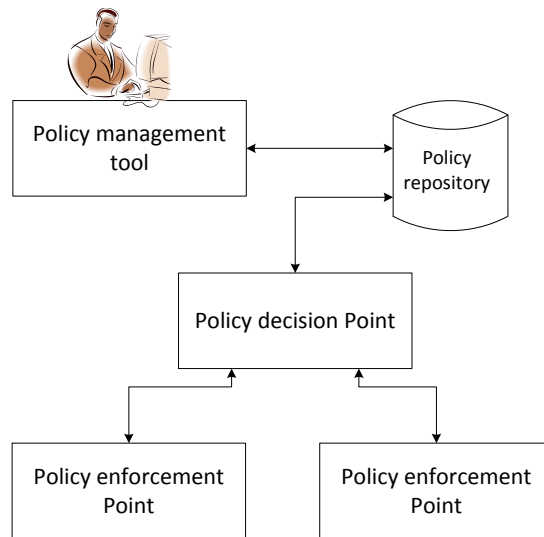 Policy management
tool
Policy
repository
Policy decision Point
Policy enforcement
Point
Policy enforcement
Point